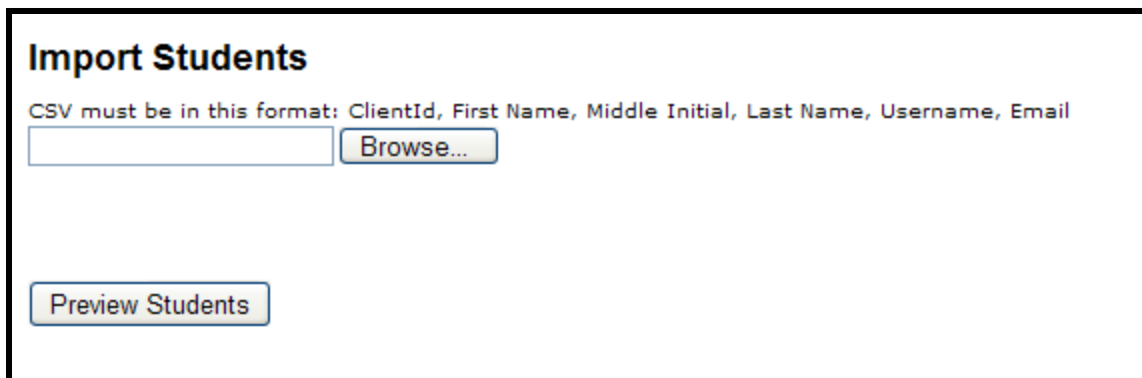 Import Students
CSV must be in this format: ClientId, First Name, Middle Initial, Last Name, Username, Email
Browse...
Preview Students